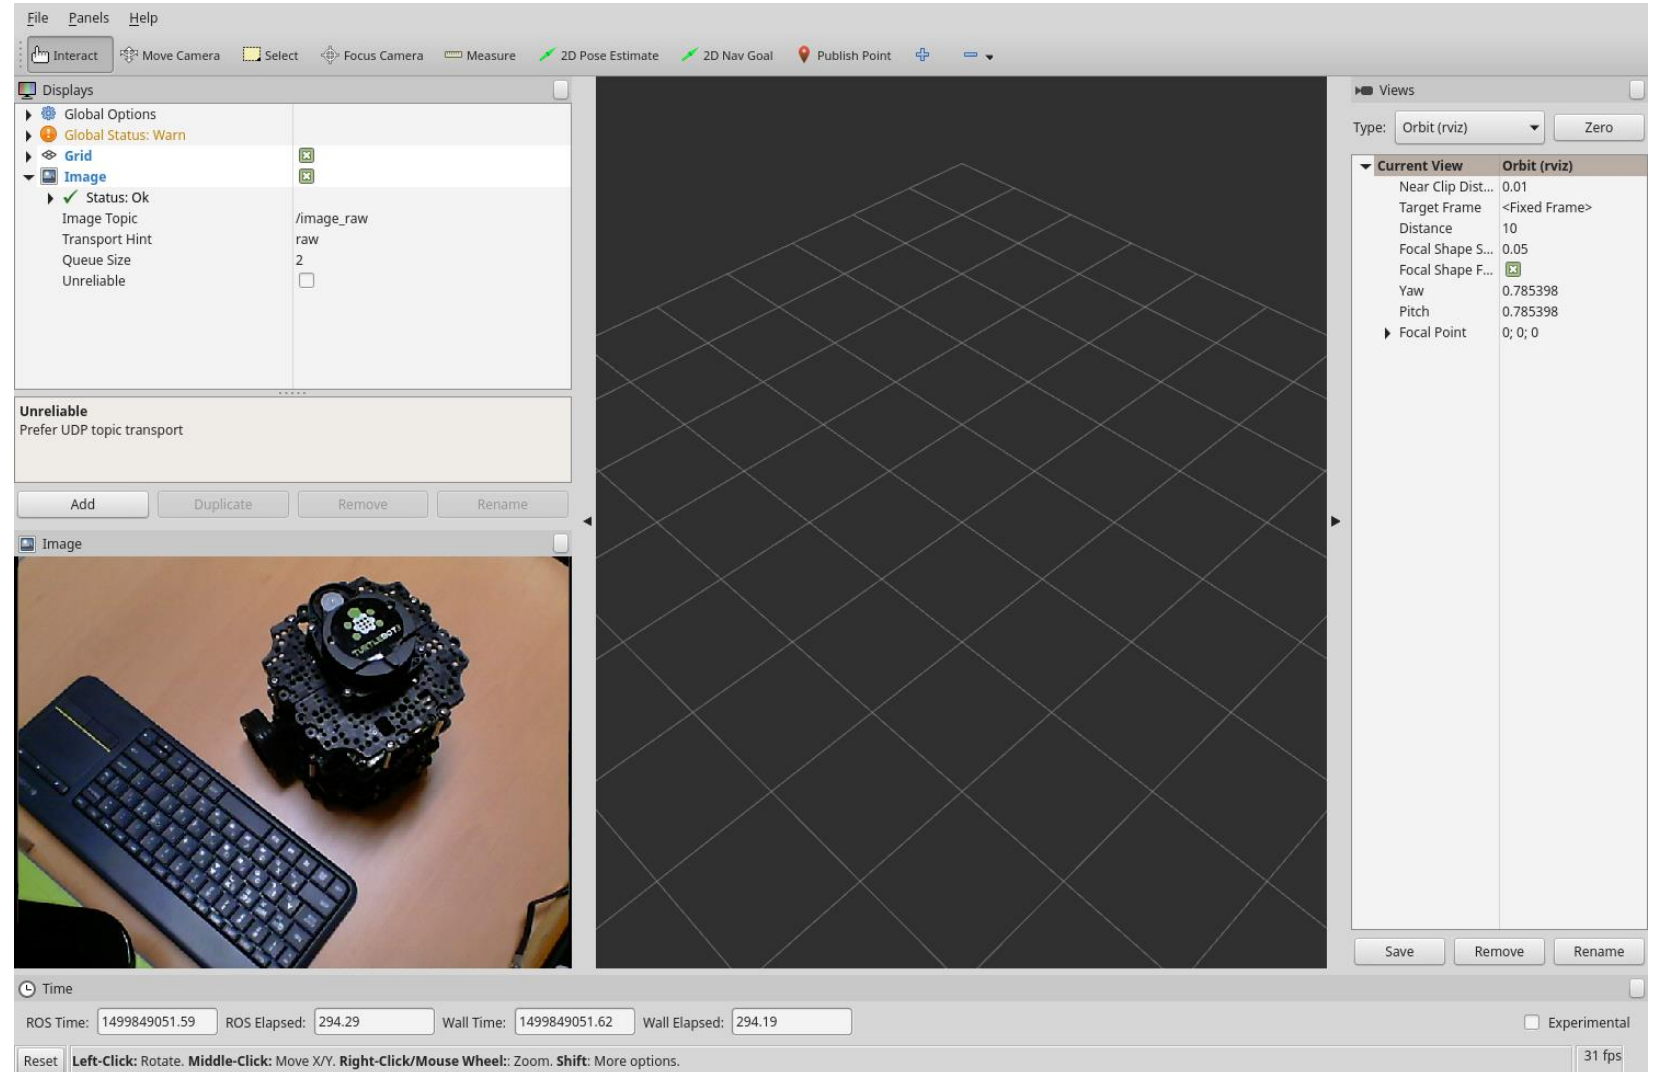 File Panels Help
Interact Move Camera Select Focus Camera Measure 2D Pose Estimate 2D Nav Goal Publish Point
Displays
Global Options
Global Status: Warn
Grid
Image
Status: Ok
Image Topic /image_raw
Transport Hint raw
Queue Size 2
Unreliable
Unreliable
Prefer UDP topic transport
Add Duplicate Remove Rename
Image
TURTLEBOT3
Views
Type: Orbit (rviz) Zero
Current View Orbit (rviz)
Near Clip Dist... 0.01
Target Frame <Fixed Frame>
Distance 10
Focal Shape S... 0.05
Focal Shape F...
Yaw 0.785398
Pitch 0.785398
Focal Point 0; 0; 0
Save Remove Rename
Time
ROS Time: 1499849051.59 ROS Elapsed: 294.29 Wall Time: 1499849051.62 Wall Elapsed: 294.19 Experimental
Reset Left-Click: Rotate. Middle-Click: Move X/Y. Right-Click/Mouse Wheel:: Zoom. Shift: More options. 31 fps